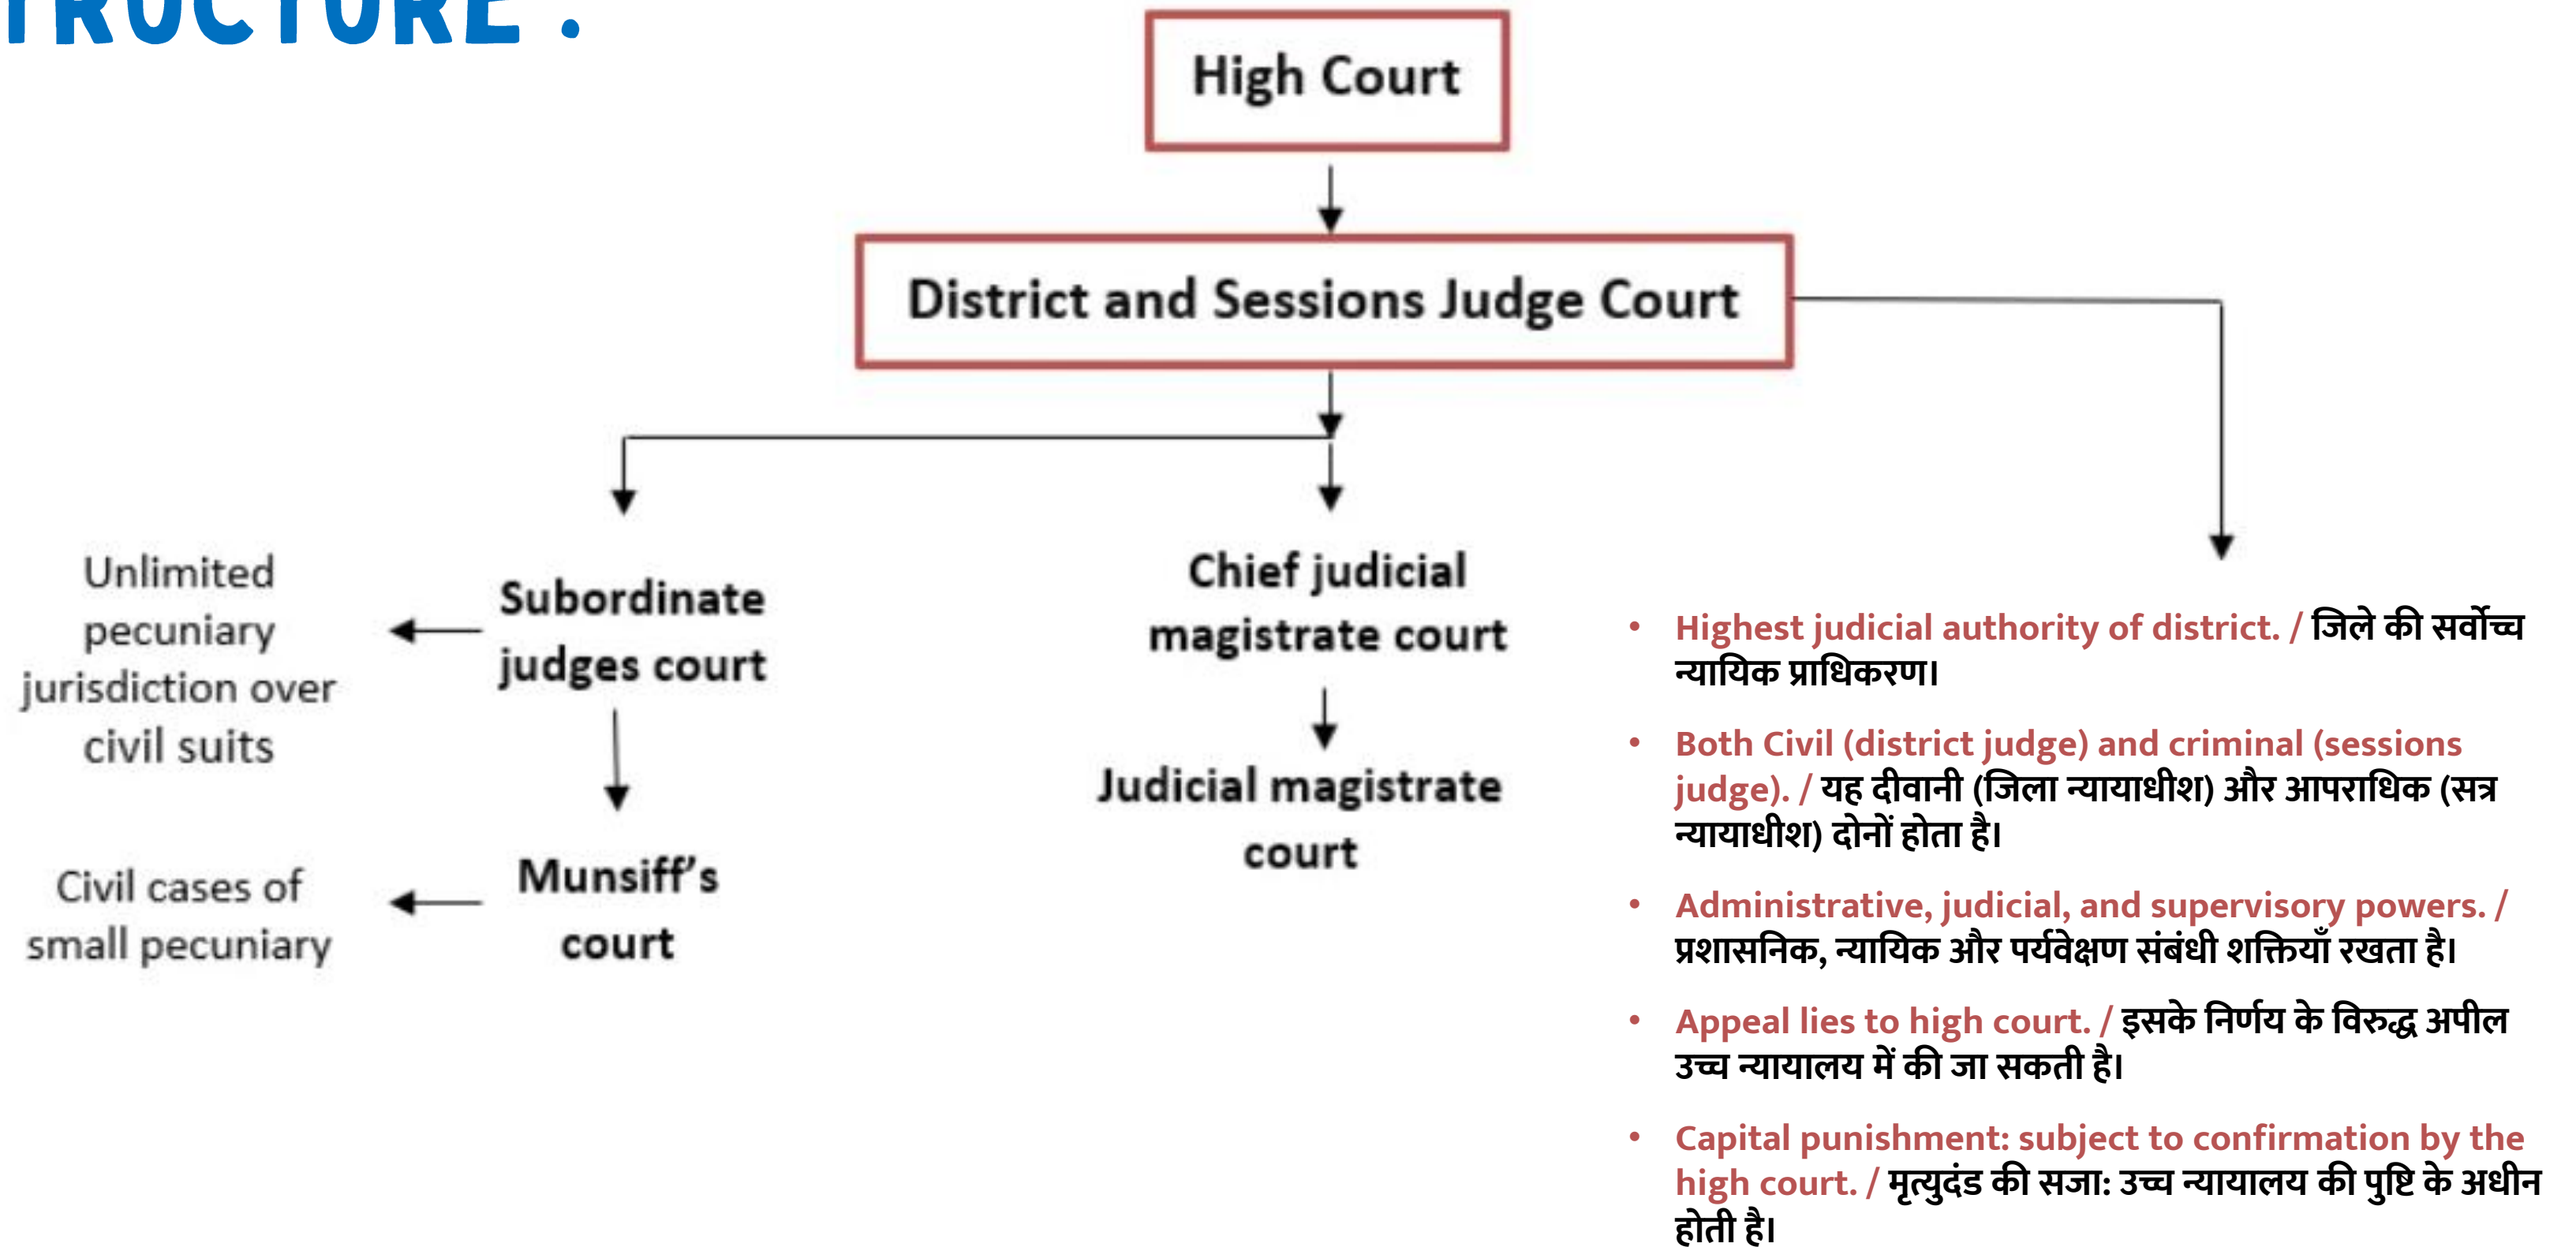 TRUCTURE :
High Court
District and Sessions Judge Court
Unlimited
pecuniary
jurisdiction over
civil suits
Subordinate
judges court
Civil cases of
small pecuniary
Munsiff’s
court
Chief judicial
magistrate court
Judicial magistrate
court
• Highest judicial authority of district. / जिले की सर्वोच्च
न्यायिक प्राधिकरण।
• Both Civil (district judge) and criminal (sessions
judge). / यह दीवानी (जिला न्यायाधीश) और आपराधिक (सत्र
न्यायाधीश) दोनों होता है।
• Administrative, judicial, and supervisory powers. /
प्रशासनिक, न्यायिक और पर्यवेक्षण संबंधी शक्तियाँ रखता है।
• Appeal lies to high court. / इसके निर्णय के विरुद्ध अपील
उच्च न्यायालय में की जा सकती है।
• Capital punishment: subject to confirmation by the
high court. / मृत्युदंड की सजा: उच्च न्यायालय की पुष्टि के अधीन
होती है।